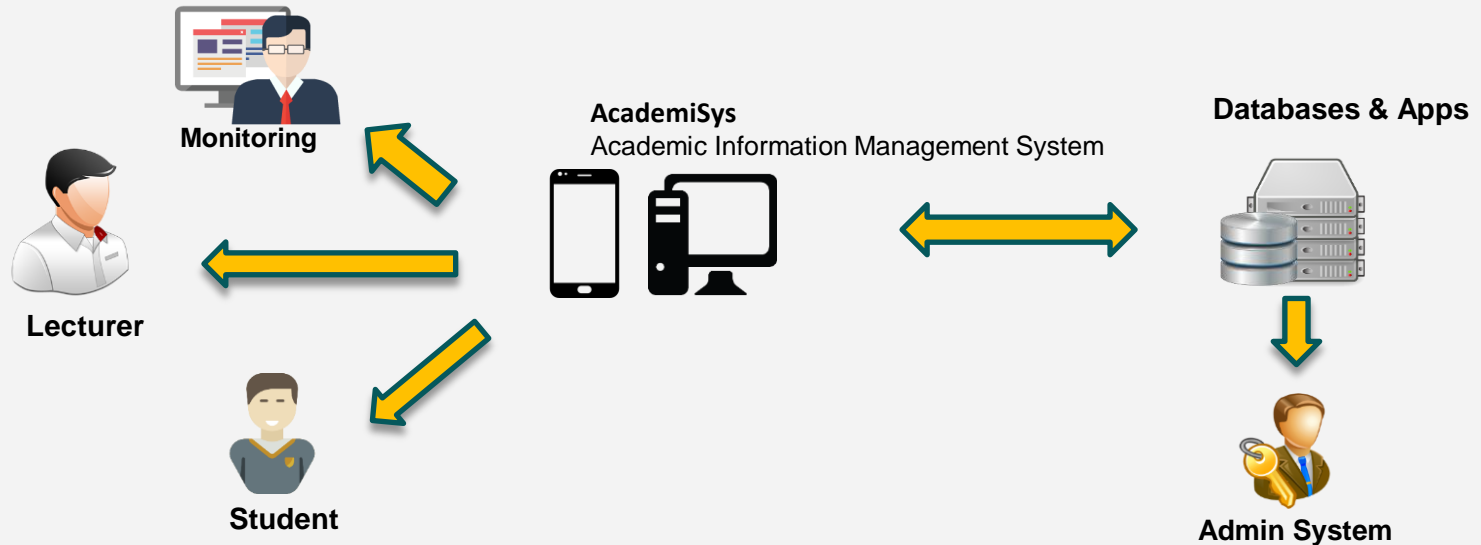 AcademiSys
Academic Information Management System
Databases & Apps
Monitoring
Lecturer
Student
Admin System